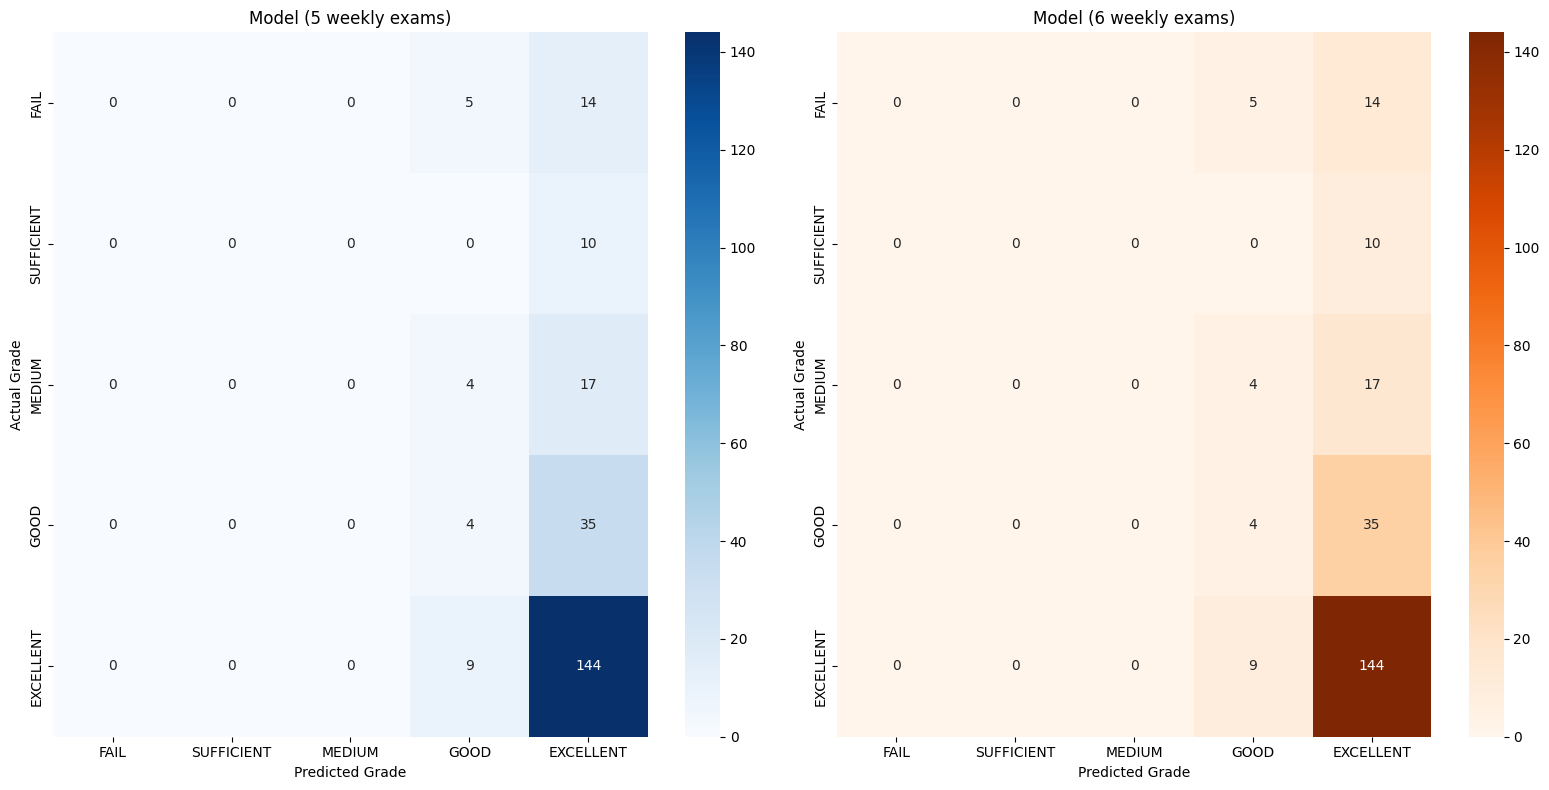 Model (5 weekly exams)
FAIL 0 0 0 5 14
SUFFICIENT 0 0 0 0 10
MEDIUM 0 0 0 4 17
GOOD 0 0 0 4 35
EXCELLENT 0 0 0 9 144
Actual Grade
FAIL SUFFICIENT MEDIUM GOOD EXCELLENT
Predicted Grade
140
120
100
80
60
40
20
0
Model (6 weekly exams)
FAIL 0 0 0 5 14
SUFFICIENT 0 0 0 0 10
MEDIUM 0 0 0 4 17
GOOD 0 0 0 4 35
EXCELLENT 0 0 0 9 144
Actual Grade
FAIL SUFFICIENT MEDIUM GOOD EXCELLENT
Predicted Grade
140
120
100
80
60
40
20
0